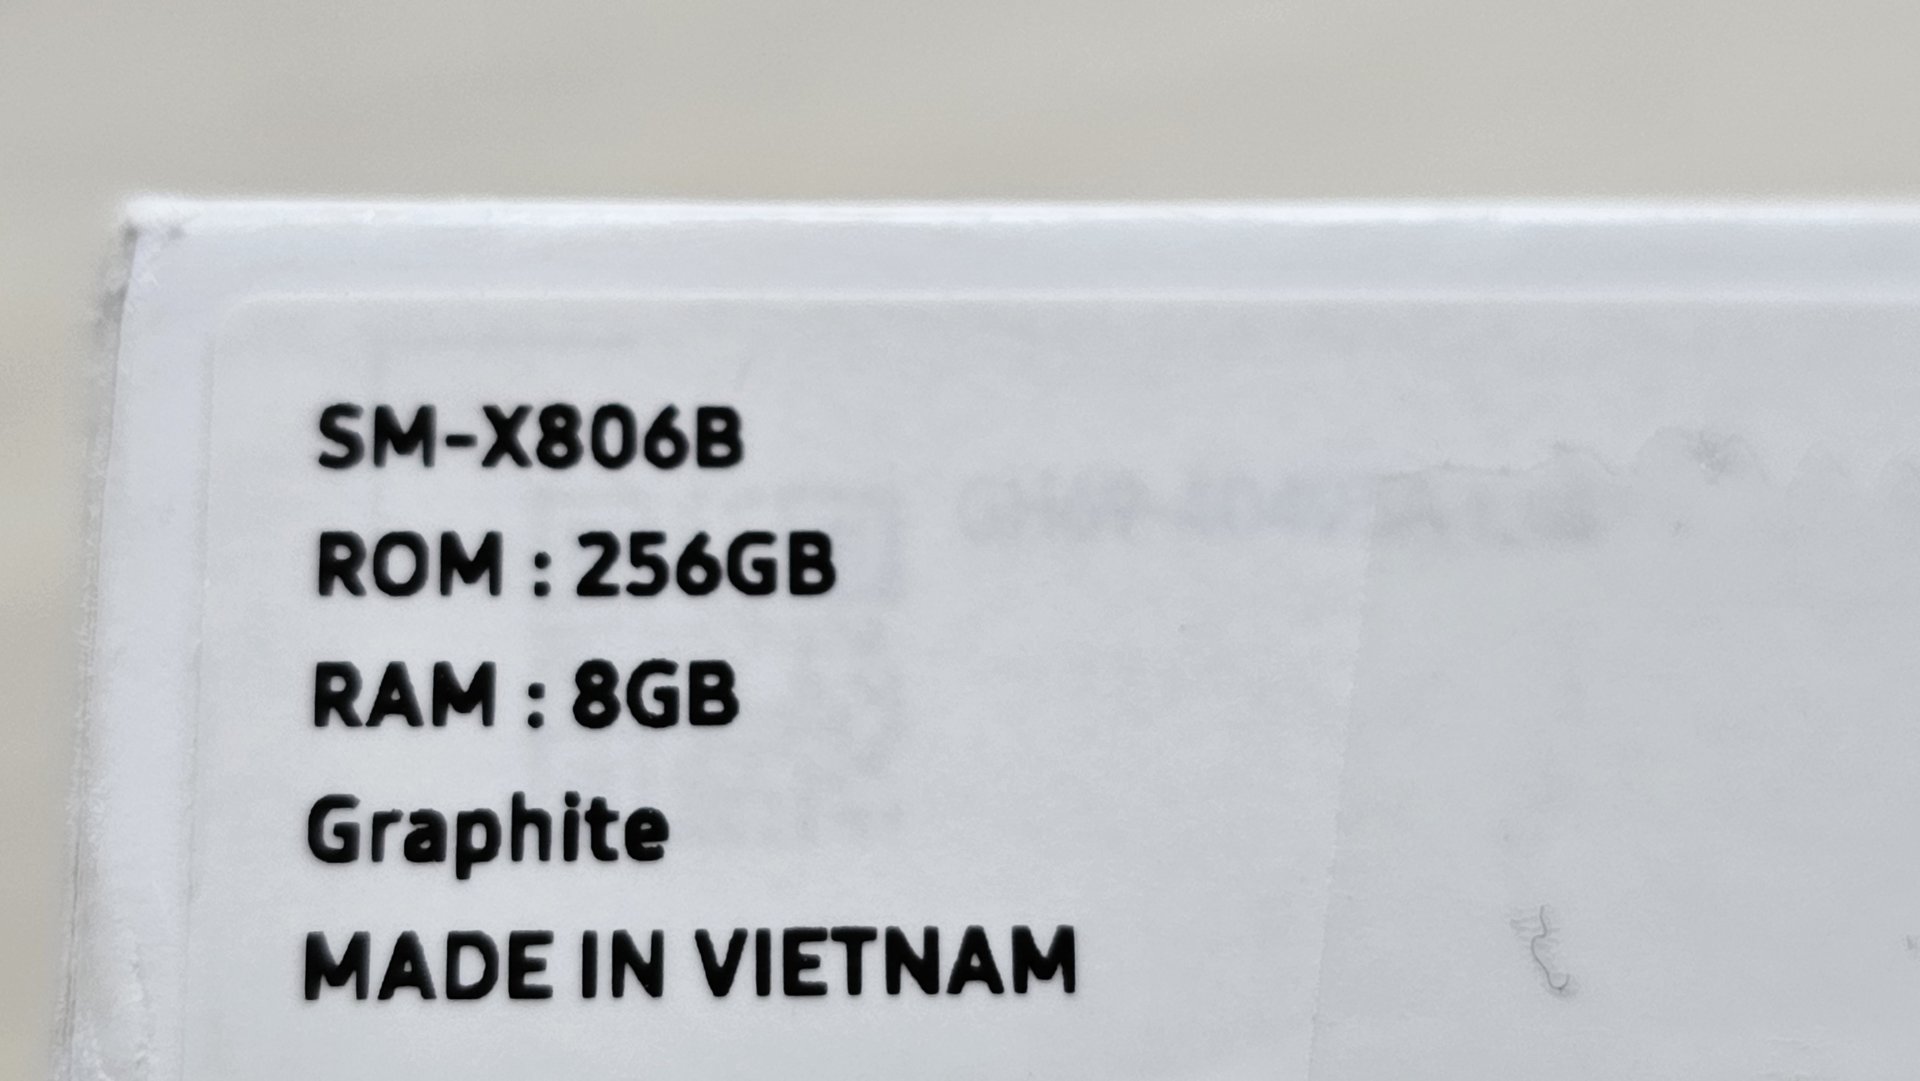 SM-X806B
ROM : 256GB
RAM : 8GB
Graphite
MADE IN VIETNAM